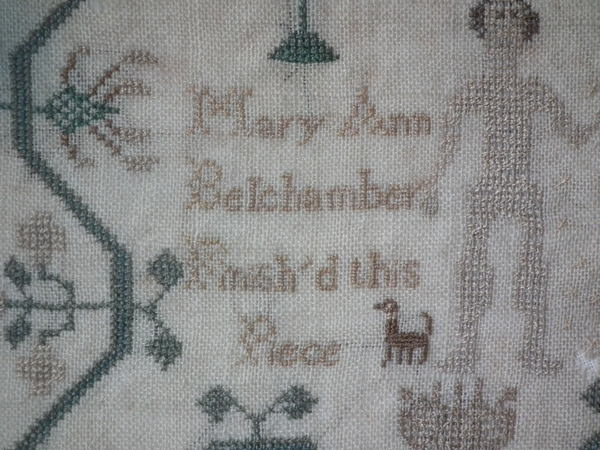 Mary Ann
Belchamber
Finish'd this
Piece